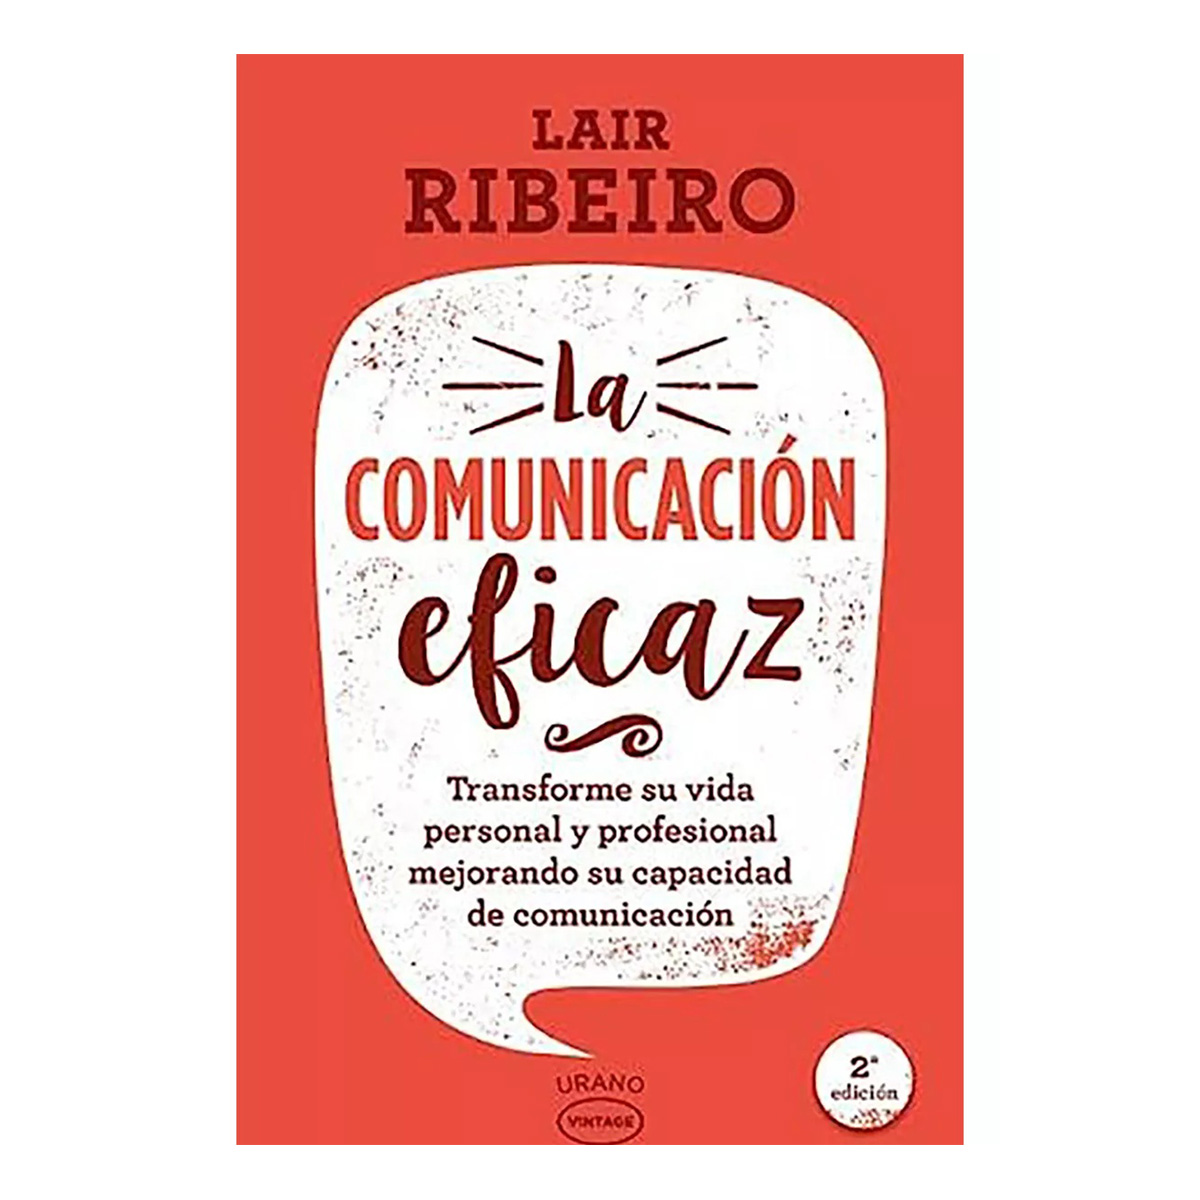 LAIR
RIBEIRO
La
COMUNICACIÓN
eficaz
Transforme su vida
personal y profesional
mejorando su capacidad
de comunicación
2ª
edición
URANO
VINTAGE